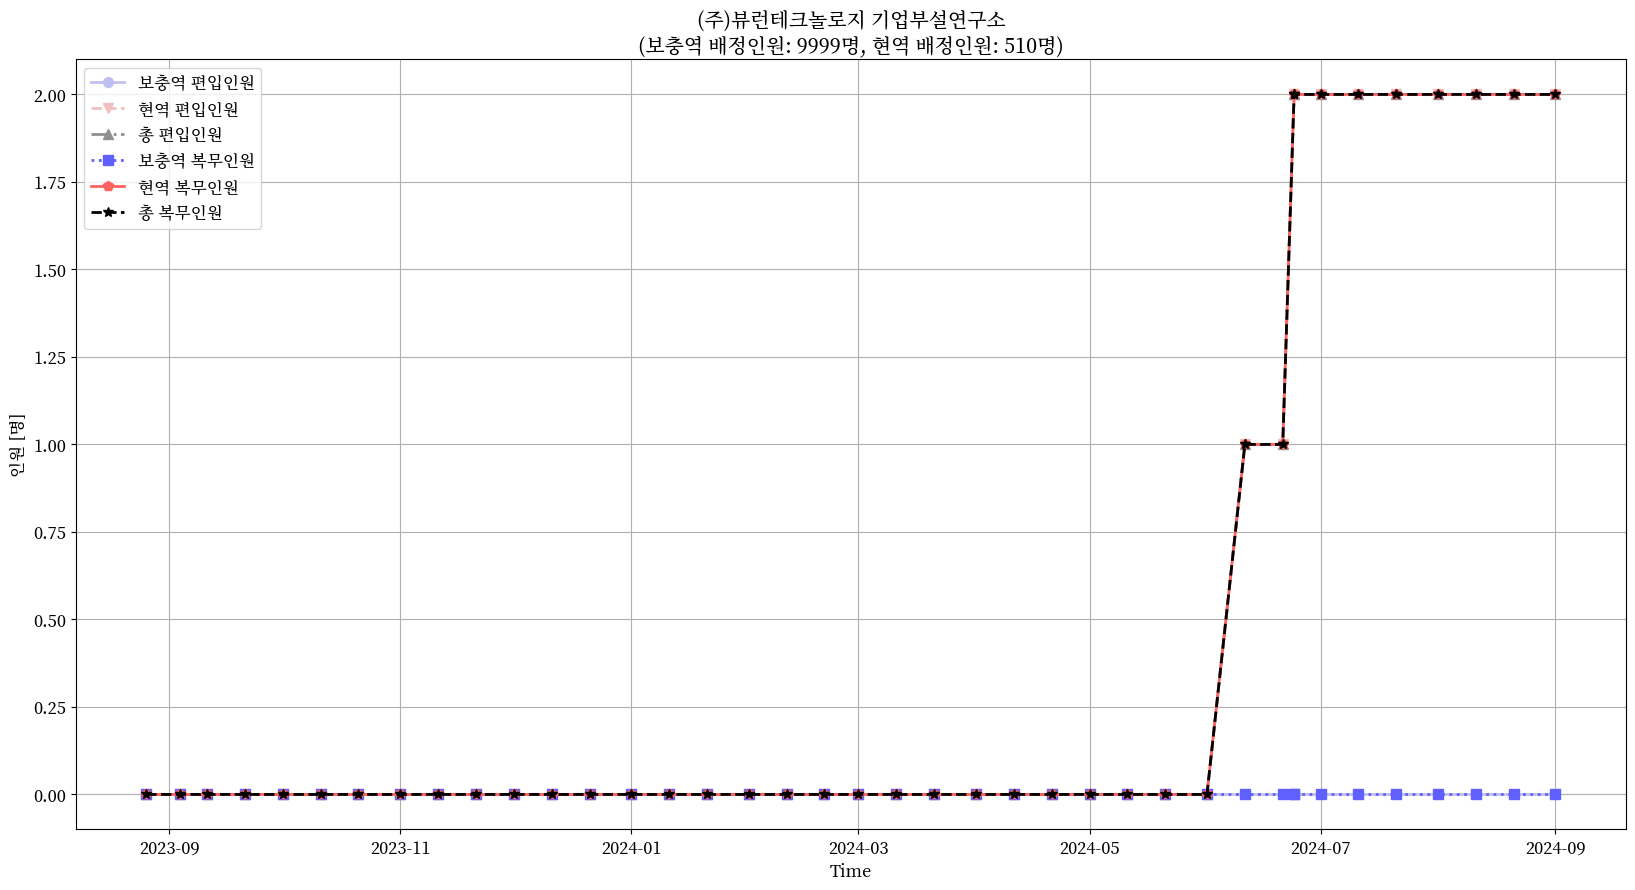 (주)뷰런테크놀로지 기업부설연구소
(보충역 배정인원: 9999명, 현역 배정인원: 510명)
보충역 편입인원
현역 편입인원
총 편입인원
보충역 복무인원
현역 복무인원
총 복무인원
2.00
1.75
1.50
1.25
1.00
0.75
0.50
0.25
0.00
인원 [명]
2023-09
2023-11
2024-01
2024-03
2024-05
2024-07
2024-09
Time